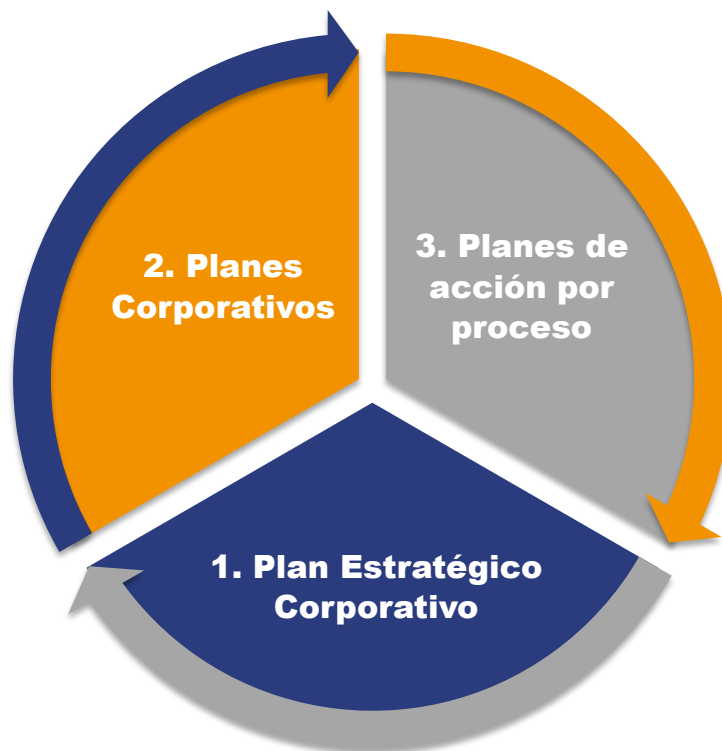 2. Planes
Corporativos
3. Planes de
acción por
proceso
1. Plan Estratégico
Corporativo